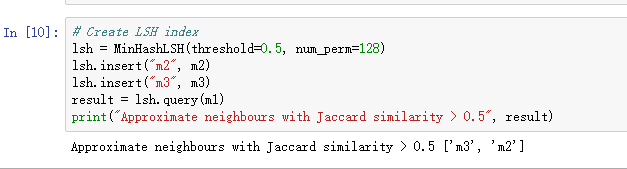 In [10]: # Create LSH index
lsh = MinHashLSH(threshold=0.5, num_perm=128)
lsh.insert("m2", m2)
lsh.insert("m3", m3)
result = lsh.query(m1)
print("Approximate neighbours with Jaccard similarity > 0.5", result)
Approximate neighbours with Jaccard similarity > 0.5 ['m3', 'm2']